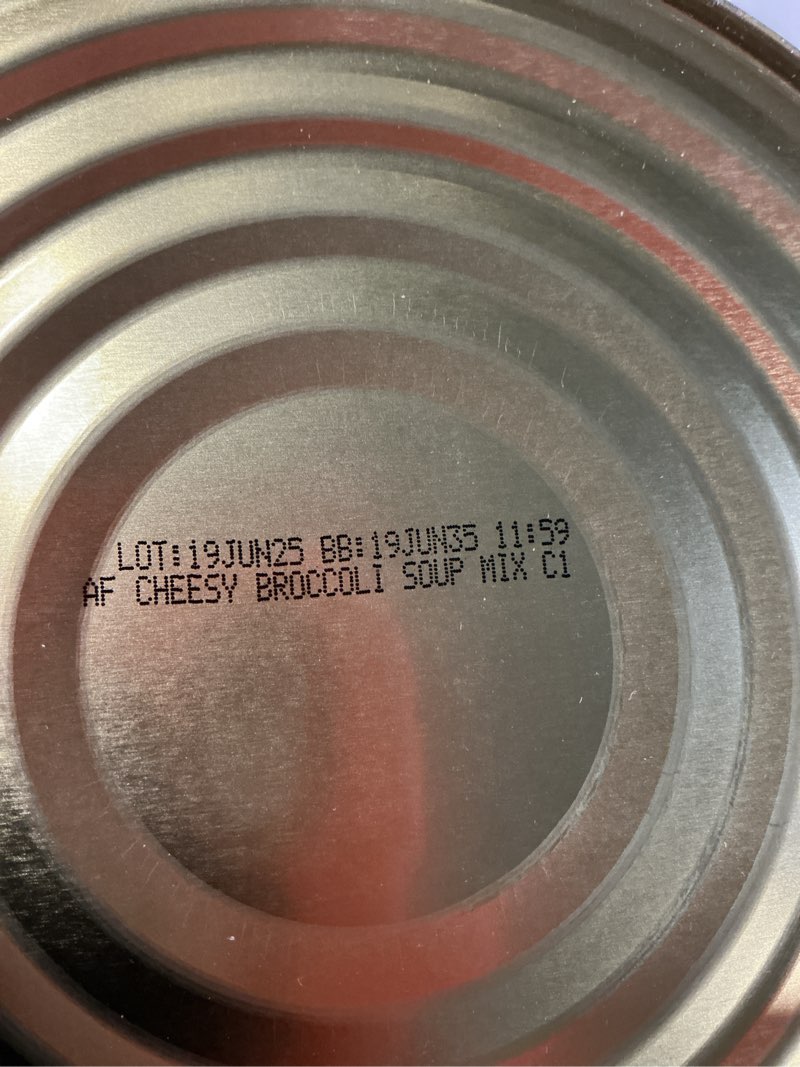 LOT:19JUN25 BB:19JUN35 11:59
AF CHEESY BROCCOLI SOUP MIX C1